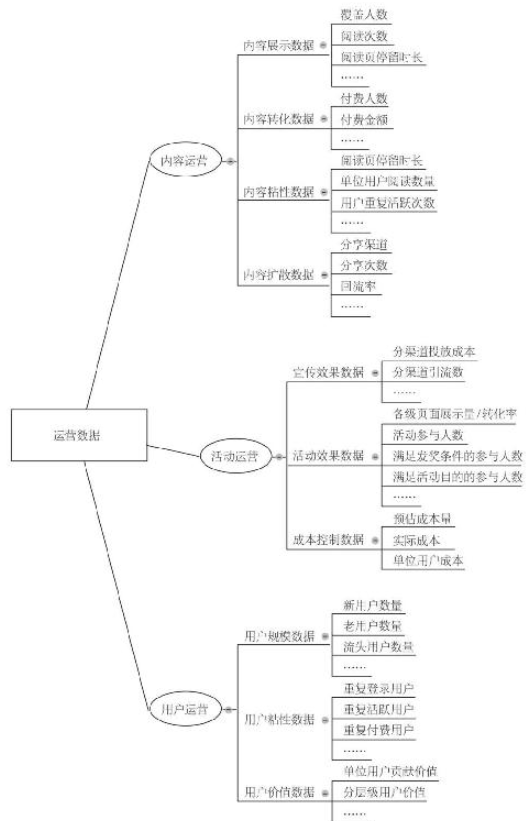 运营数据
内容运营
内容展示数据
覆盖人数
阅读次数
阅读页停留时长
……
内容转化数据
付费人数
付费金额
……
内容粘性数据
阅读页停留时长
单位用户阅读数量
用户重复活跃次数
……
内容扩散数据
分享渠道
分享次数
回流率
……
活动运营
宣传效果数据
分渠道投放成本
分渠道引流数
……
活动效果数据
各级页面展示量/转化率
活动参与人数
满足发奖条件的参与人数
满足活动目的的参与人数
……
成本控制数据
预估成本量
实际成本
单位用户成本
用户运营
用户规模数据
新用户数量
老用户数量
流失用户数量
……
用户粘性数据
重复登录用户
重复活跃用户
重复付费用户
……
用户价值数据
单位用户贡献价值
分层级用户价值
……